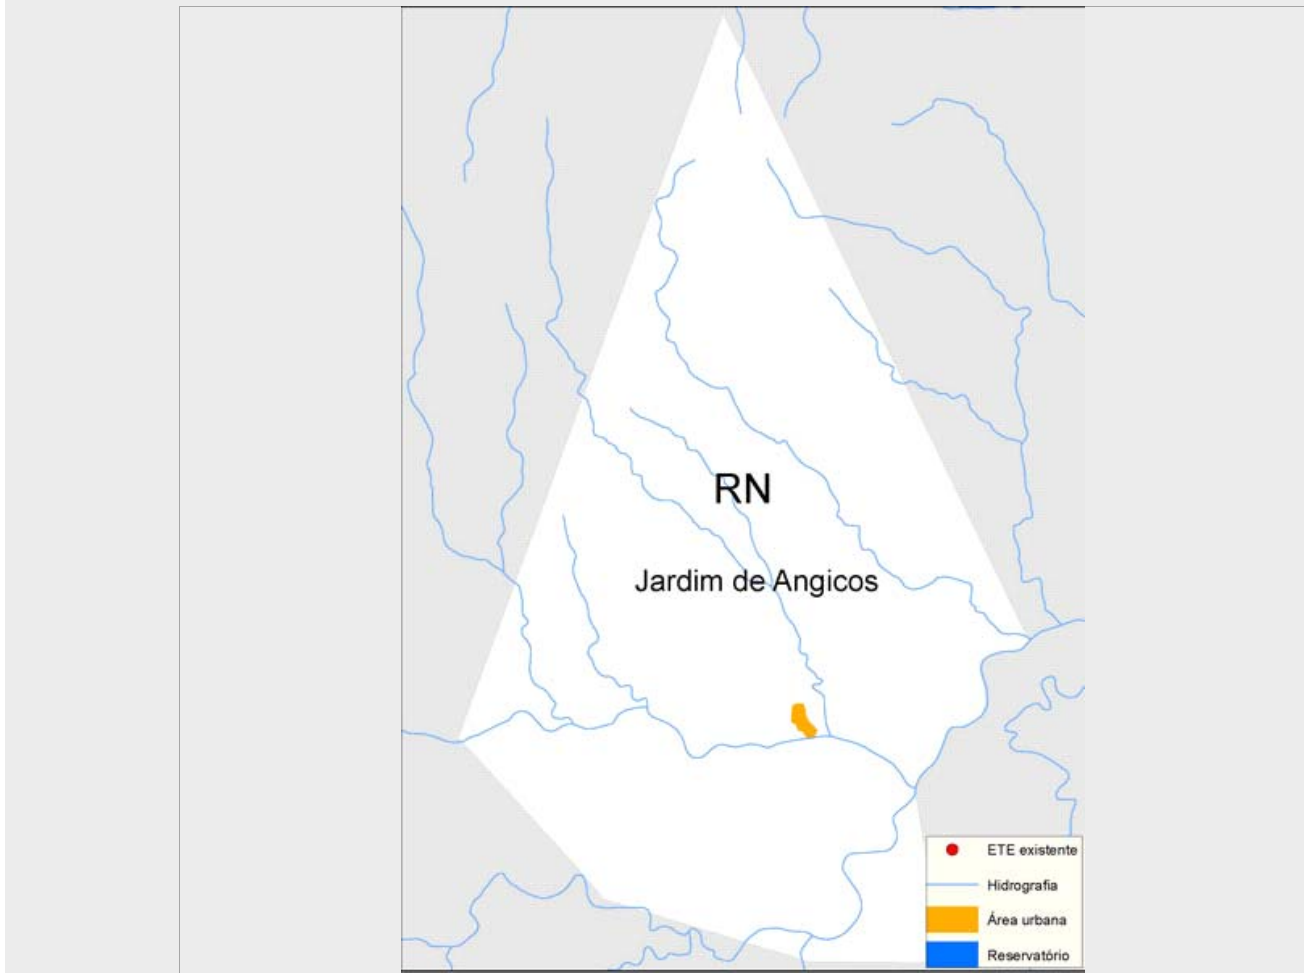 RN
Jardim de Angicos
ETE existente
Hidrografia
Área urbana
Reservatório